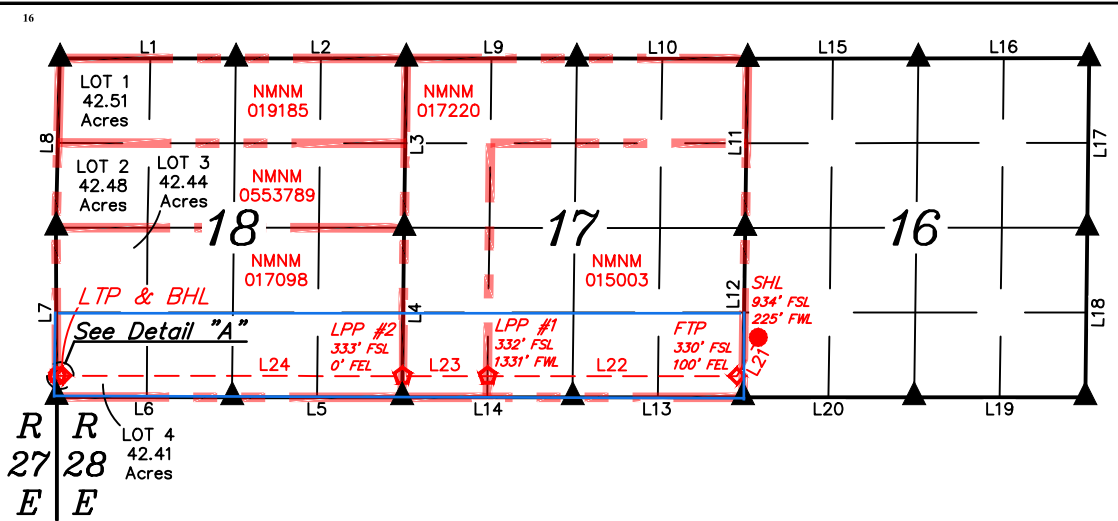 16
L1
L2
L9
L10
L15
L16
LOT 1
42.51
Acres
NMNM
019185
NMNM
017220
L8
L3
L11
L17
LOT 2
42.48
Acres
LOT 3
42.44
Acres
NMNM
0553789
18
17
16
NMNM
017098
NMNM
015003
SHL
934' FSL
225' FWL
L7
LTP & BHL
L4
L12
L18
See Detail "A"
LPP #2
333' FSL
0' FEL
LPP #1
332' FSL
1331' FWL
FTP
330' FSL
100' FEL
L21
L24
L23
L22
L6
L5
L14
L13
L20
L19
R R
27 28
E E
LOT 4
42.41
Acres